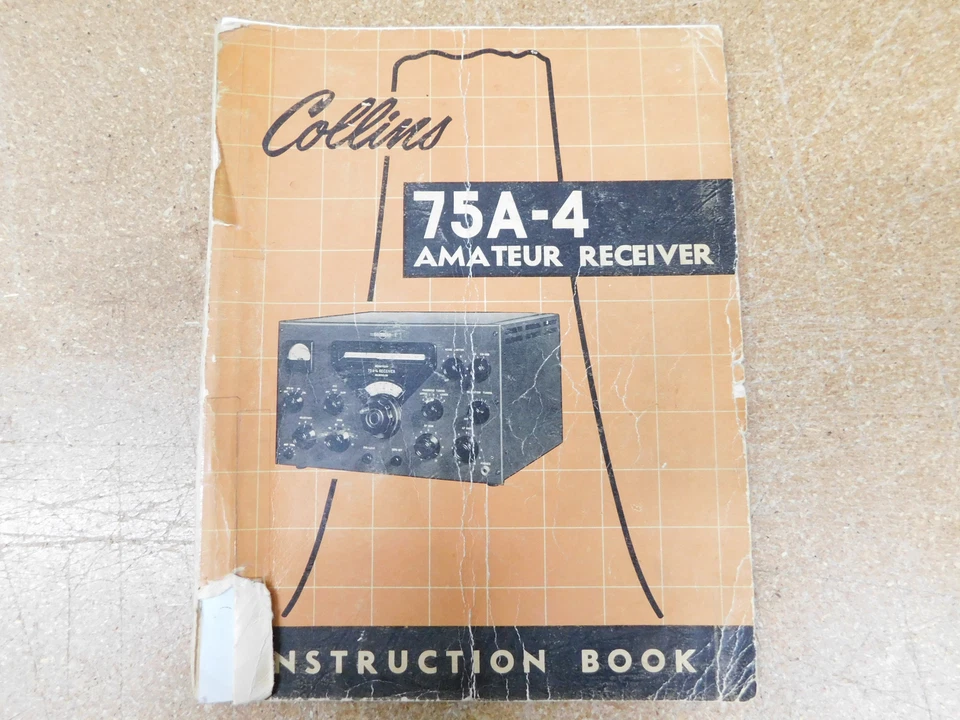 Collins
75A-4
AMATEUR RECEIVER
NSTRUCTION BOOK